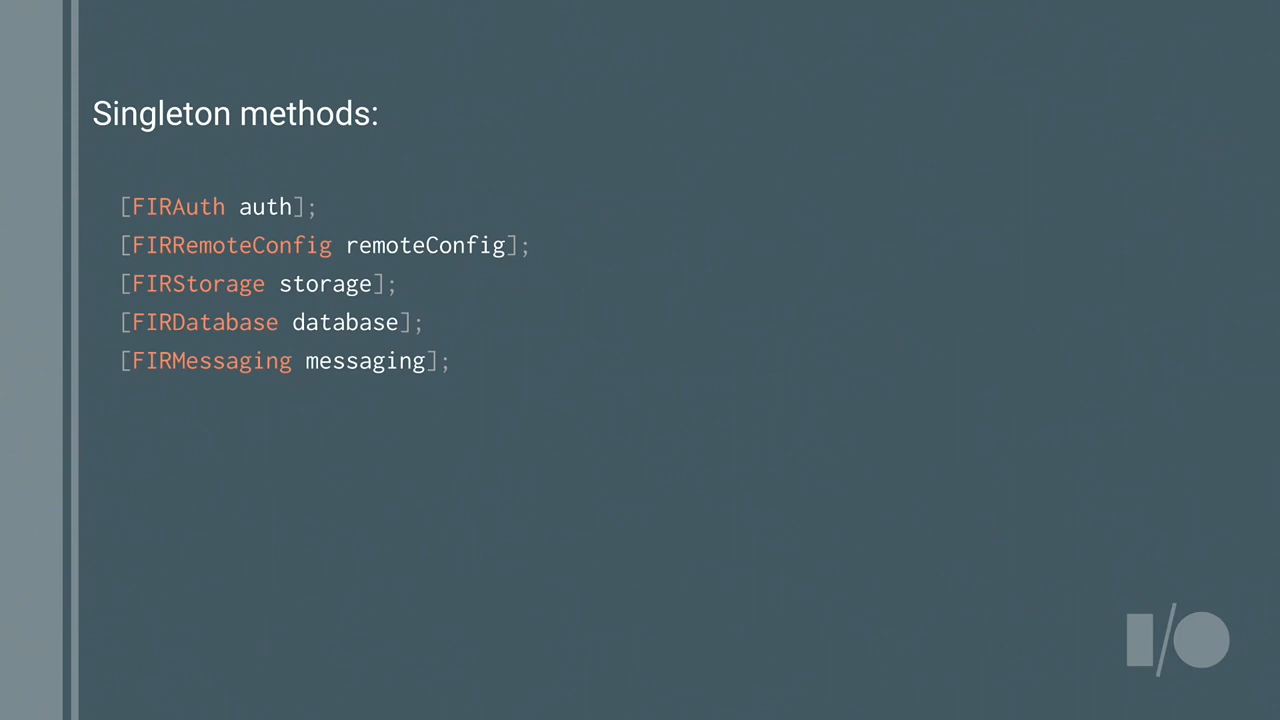 Singleton methods:
[FIRAuth auth];
[FIRRemoteConfig remoteConfig];
[FIRStorage storage];
[FIRDatabase database];
[FIRMessaging messaging];
I/O